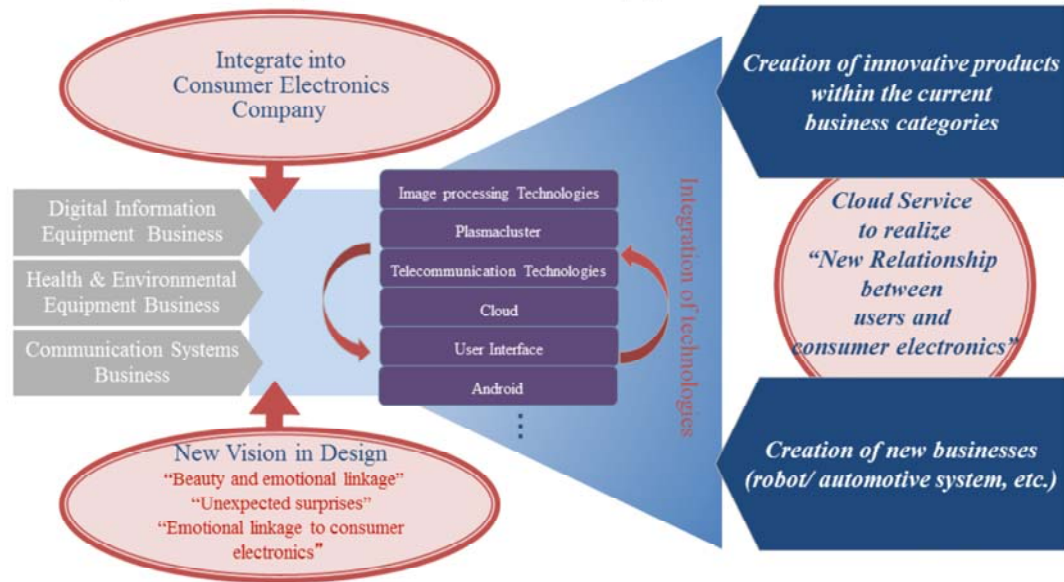 Integrate into
Consumer Electronics
Company
Digital Information
Equipment Business
Health & Environmental
Equipment Business
Communication Systems
Business
New Vision in Design
“Beauty and emotional linkage”
“Unexpected surprises”
“Emotional linkage to consumer
electronics”
Image processing Technologies
Plasmacluster
Telecommunication Technologies
Cloud
User Interface
Android
⋮
Integration of technologies
Creation of innovative products
within the current
business categories
Cloud Service
to realize
“New Relationship
between
users and
consumer electronics”
Creation of new businesses
(robot/ automotive system, etc.)